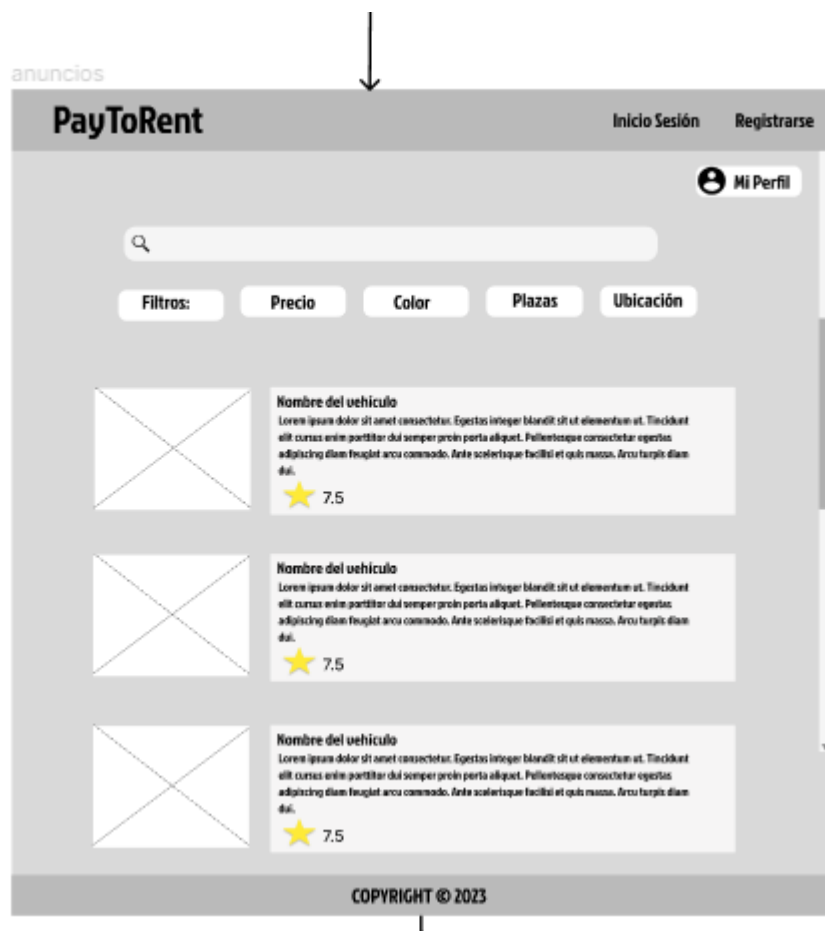 anuncios
PayToRent
Inicio Sesión
Registrarse
Mi Perfil
Filtros:
Precio
Color
Plazas
Ubicación
Nombre del vehículo
Lorem ipsum dolor sit amet consectetur. Egestas integer blandit sit ut elementum ut. Tincidunt
elit cursus enim porttitor dui semper proin porta aliquet. Pellentesque consectetur egestas
adipiscing diam feugiat arcu commodo. Ante scelerisque facilisi et quis massa. Arcu turpis diam
dui.
7.5
Nombre del vehículo
Lorem ipsum dolor sit amet consectetur. Egestas integer blandit sit ut elementum ut. Tincidunt
elit cursus enim porttitor dui semper proin porta aliquet. Pellentesque consectetur egestas
adipiscing diam feugiat arcu commodo. Ante scelerisque facilisi et quis massa. Arcu turpis diam
dui.
7.5
Nombre del vehículo
Lorem ipsum dolor sit amet consectetur. Egestas integer blandit sit ut elementum ut. Tincidunt
elit cursus enim porttitor dui semper proin porta aliquet. Pellentesque consectetur egestas
adipiscing diam feugiat arcu commodo. Ante scelerisque facilisi et quis massa. Arcu turpis diam
dui.
7.5
COPYRIGHT © 2023